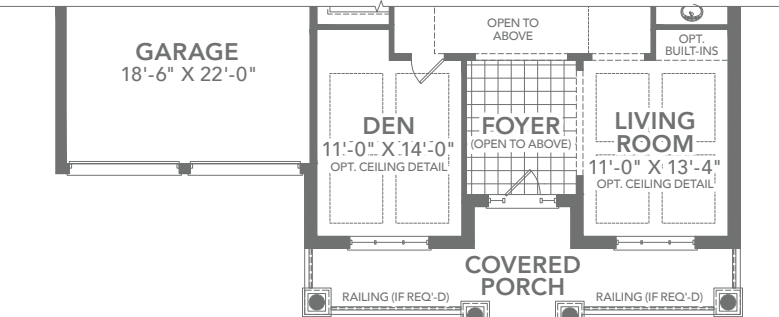 OPEN TO
ABOVE
OPT.
BUILT-INS
GARAGE
18'-6" X 22'-0"
DEN
11'-0" X 14'-0"
OPT. CEILING DETAIL
FOYER
(OPEN TO ABOVE)
LIVING
ROOM
11'-0" X 13'-4"
OPT. CEILING DETAIL
COVERED
PORCH
RAILING (IF REQ'-D)
RAILING (IF REQ'-D)